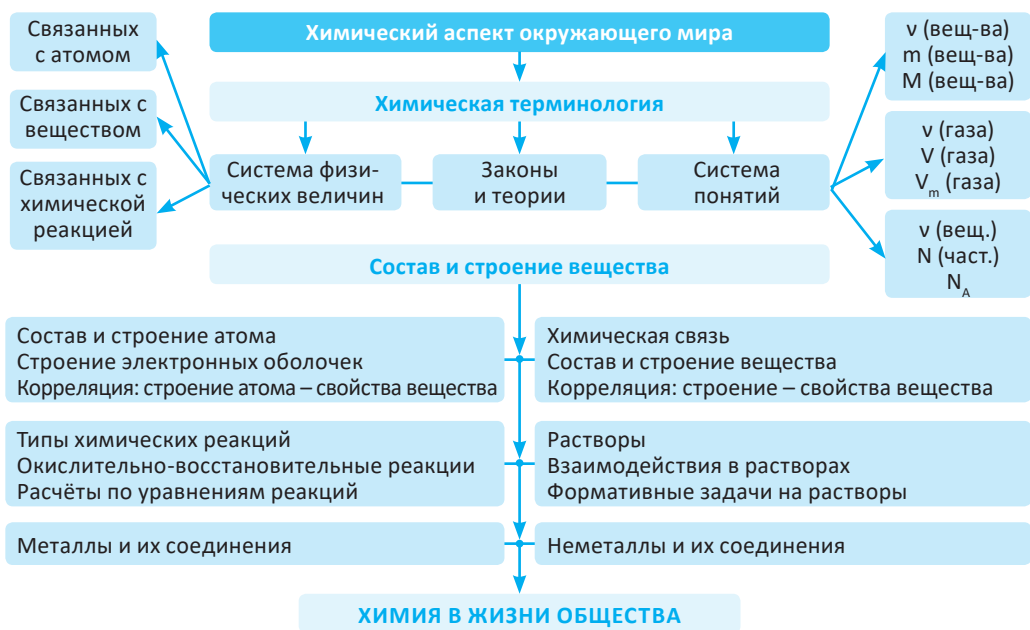 Химический аспект окружающего мира
Химическая терминология
Связанных
с атомом
Связанных с
веществом
Связанных с
химической
реакцией
Система физи-
ческих величин
Законы
и теории
Система
понятий
ν (вещ-ва)
m (вещ-ва)
M (вещ-ва)
ν (газа)
V (газа)
Vm (газа)
ν (вещ.)
N (част.)
NA
Состав и строение вещества
Состав и строение атома
Строение электронных оболочек
Корреляция: строение атома – свойства вещества
Химическая связь
Состав и строение вещества
Корреляция: строение – свойства вещества
Типы химических реакций
Окислительно-восстановительные реакции
Расчёты по уравнениям реакций
Растворы
Взаимодействия в растворах
Формативные задачи на растворы
Металлы и их соединения
Неметаллы и их соединения
ХИМИЯ В ЖИЗНИ ОБЩЕСТВА